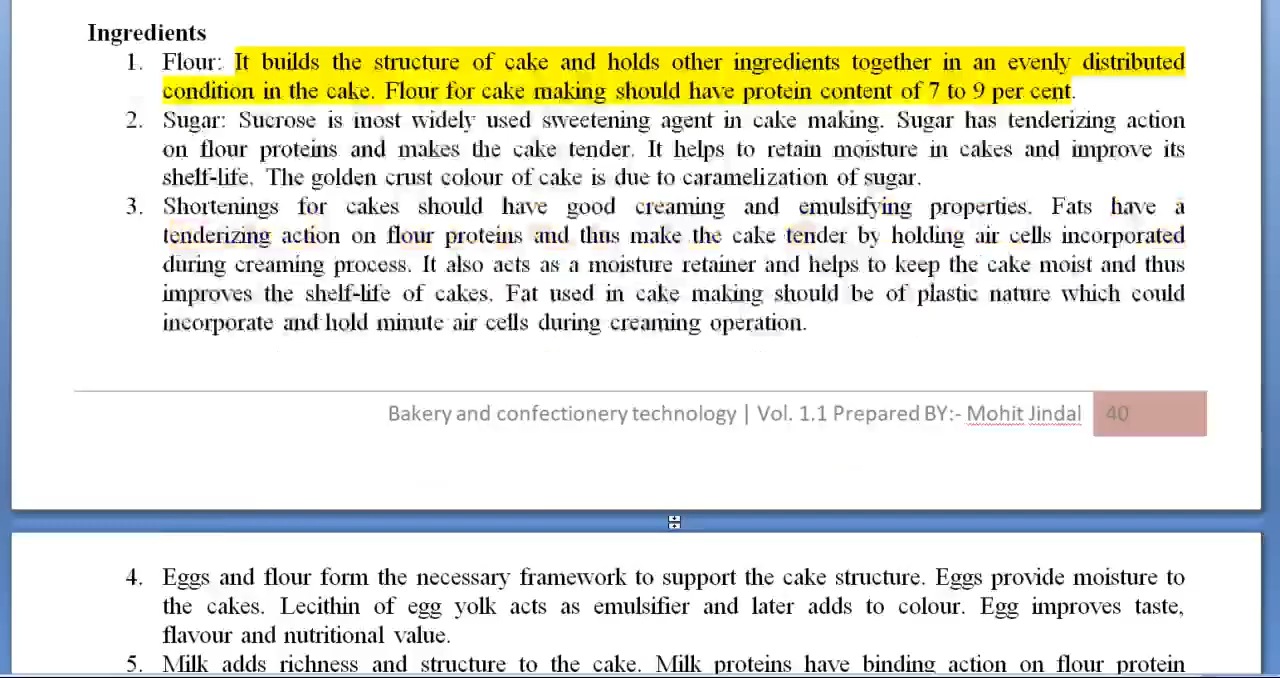 Ingredients
1. Flour: It builds the structure of cake and holds other ingredients together in an evenly distributed
condition in the cake. Flour for cake making should have protein content of 7 to 9 per cent.
2. Sugar: Sucrose is most widely used sweetening agent in cake making. Sugar has tenderizing action
on flour proteins and makes the cake tender. It helps to retain moisture in cakes and improve its
shelf-life. The golden crust colour of cake is due to caramelization of sugar.
3. Shortenings for cakes should have good creaming and emulsifying properties. Fats have a
tenderizing action on flour proteins and thus make the cake tender by holding air cells incorporated
during creaming process. It also acts as a moisture retainer and helps to keep the cake moist and thus
improves the shelf-life of cakes. Fat used in cake making should be of plastic nature which could
incorporate and hold minute air cells during creaming operation.
Bakery and confectionery technology | Vol. 1.1 Prepared BY:- Mohit Jindal 40
4. Eggs and flour form the necessary framework to support the cake structure. Eggs provide moisture to
the cakes. Lecithin of egg yolk acts as emulsifier and later adds to colour. Egg improves taste,
flavour and nutritional value.
5. Milk adds richness and structure to the cake. Milk proteins have binding action on flour protein